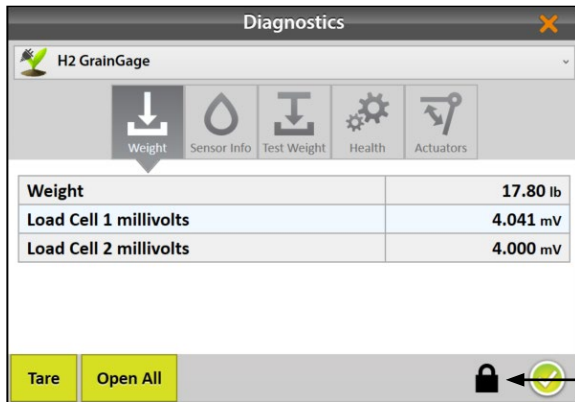 Diagnostics
H2 GrainGage
Weight Sensor Info Test Weight Health Actuators
Weight 17.80 lb
Load Cell 1 millivolts 4.041 mV
Load Cell 2 millivolts 4.000 mV
Tare Open All